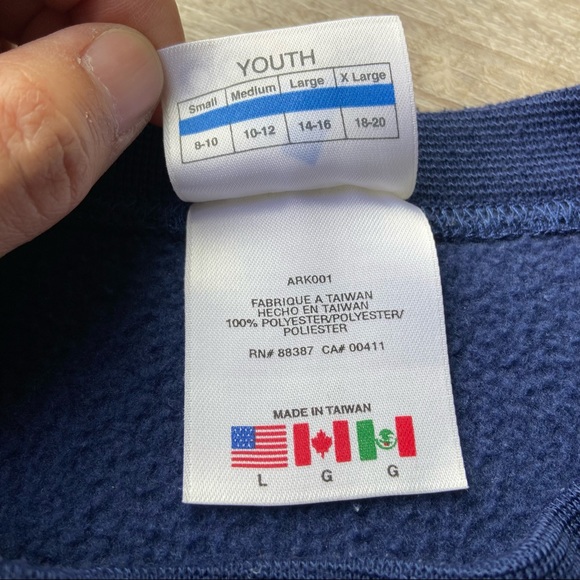 YOUTH
Small Medium Large X Large
8-10 10-12 14-16 18-20
ARK001
FABRIQUE A TAIWAN
HECHO EN TAIWAN
100% POLYESTER/POLYESTER/
POLIESTER
RN# 88387 CA# 00411
MADE IN TAIWAN
L G G